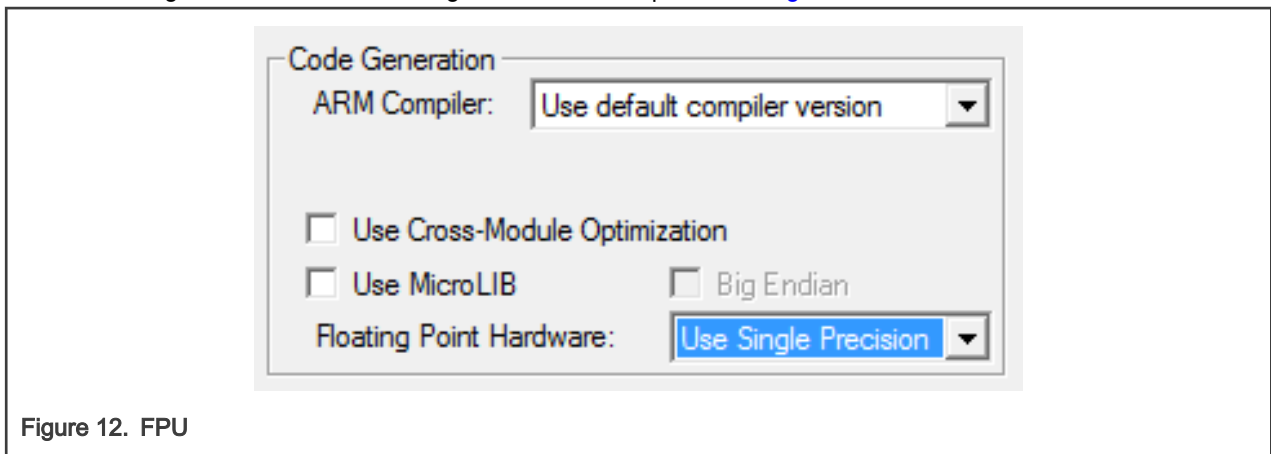 Code Generation
ARM Compiler: Use default compiler version
Use Cross-Module Optimization
Use MicroLIB Big Endian
Floating Point Hardware: Use Single Precision
Figure 12. FPU